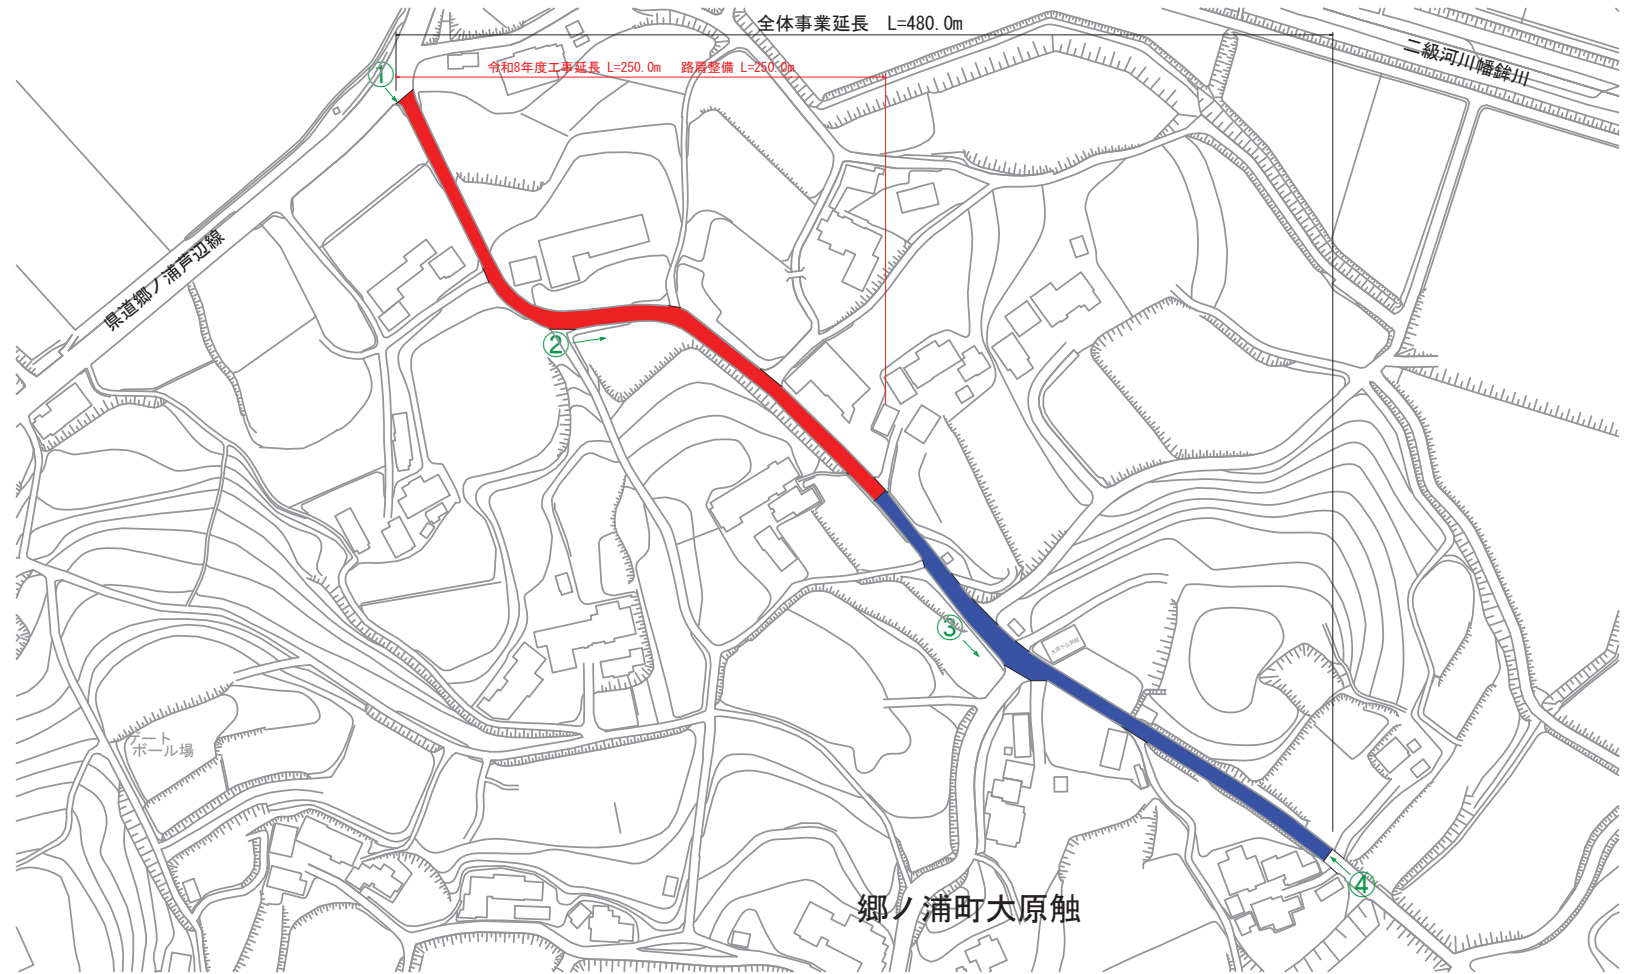 全体事業延長 L=480.0m
二級河川幡鉾川
令和8年度工事延長 L=250.0m 路肩整備 L=250.0m
①
県道郷ノ浦芦辺線
②
③
ゲート
ボール場
④
郷ノ浦町大原触